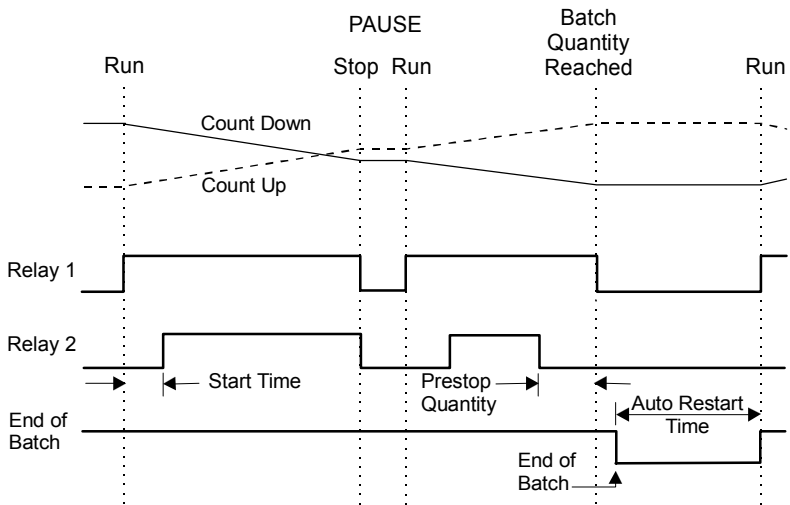 PAUSE
Batch
Quantity
Reached
Run
Stop
Run
Run
Count Down
Count Up
Relay 1
Relay 2
Start Time
Prestop
Quantity
Auto Restart
Time
End of
Batch
End of
Batch